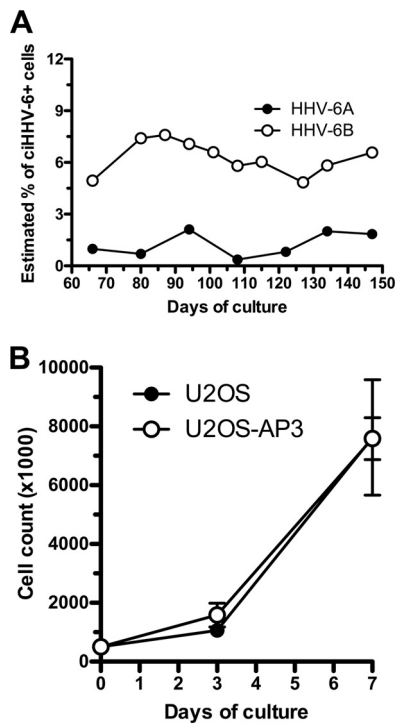 A
Estimated % of ciHHV-6+ cells
12
9
6
3
0
HHV-6A
HHV-6B
60 70 80 90 100 110 120 130 140 150
Days of culture
B
Cell count (x1000)
10000
8000
6000
4000
2000
0
U2OS
U2OS-AP3
0 1 2 3 4 5 6 7
Days of culture